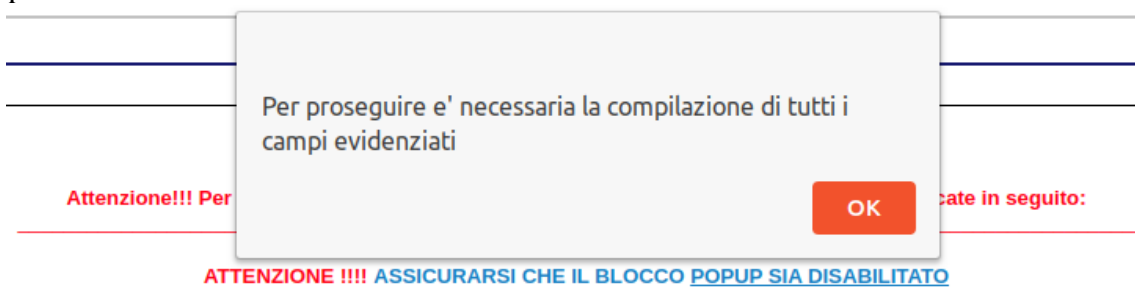 Per proseguire e' necessaria la compilazione di tutti i
campi evidenziati
OK
Attenzione!!! Per
cate in seguito:
ATTENZIONE !!!! ASSICURARSI CHE IL BLOCCO POPUP SIA DISABILITATO